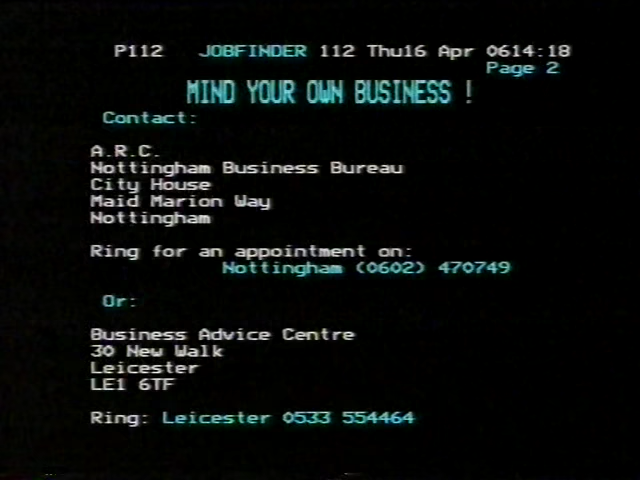 P112 JOBFINDER 112 Thu16 Apr 0614:18
Page 2
MIND YOUR OWN BUSINESS !
Contact:
A.R.C.
Nottingham Business Bureau
City House
Maid Marion Way
Nottingham
Ring for an appointment on:
Nottingham (0602) 470749
Or:
Business Advice Centre
30 New Walk
Leicester
LE1 6TF
Ring: Leicester 0533 554464